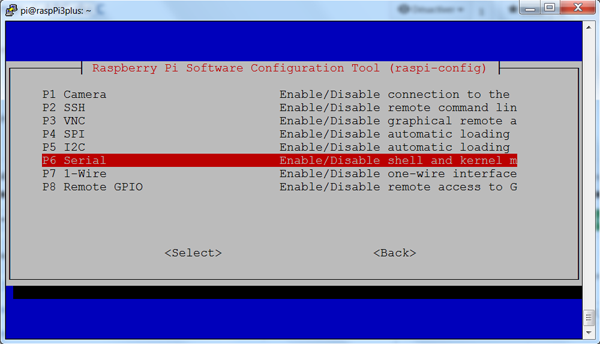 pi@raspPi3plus: ~
Raspberry Pi Software Configuration Tool (raspi-config)
P1 Camera Enable/Disable connection to the
P2 SSH Enable/Disable remote command lin
P3 VNC Enable/Disable graphical remote a
P4 SPI Enable/Disable automatic loading
P5 I2C Enable/Disable automatic loading
P6 Serial Enable/Disable shell and kernel m
P7 1-Wire Enable/Disable one-wire interface
P8 Remote GPIO Enable/Disable remote access to G
<Select> <Back>